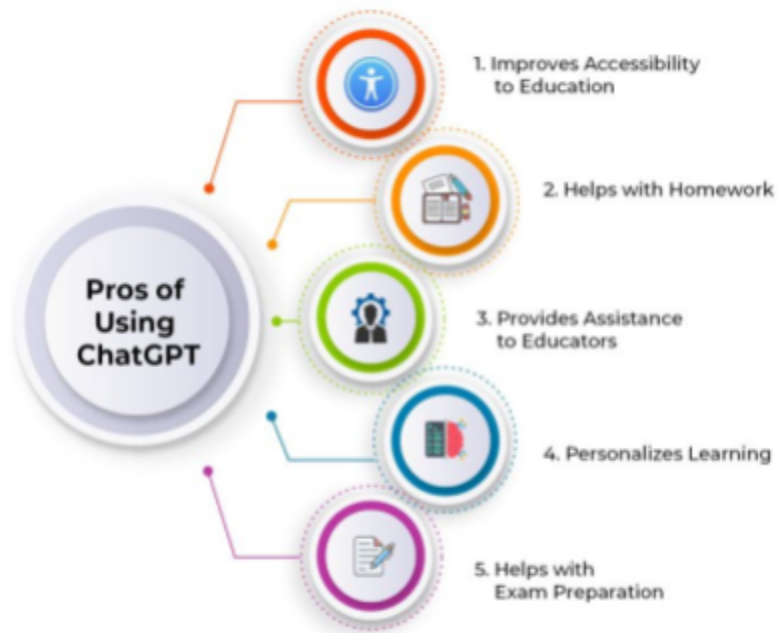 Pros of
Using
ChatGPT
1. Improves Accessibility
to Education
2. Helps with Homework
3. Provides Assistance
to Educators
4. Personalizes Learning
5. Helps with
Exam Preparation